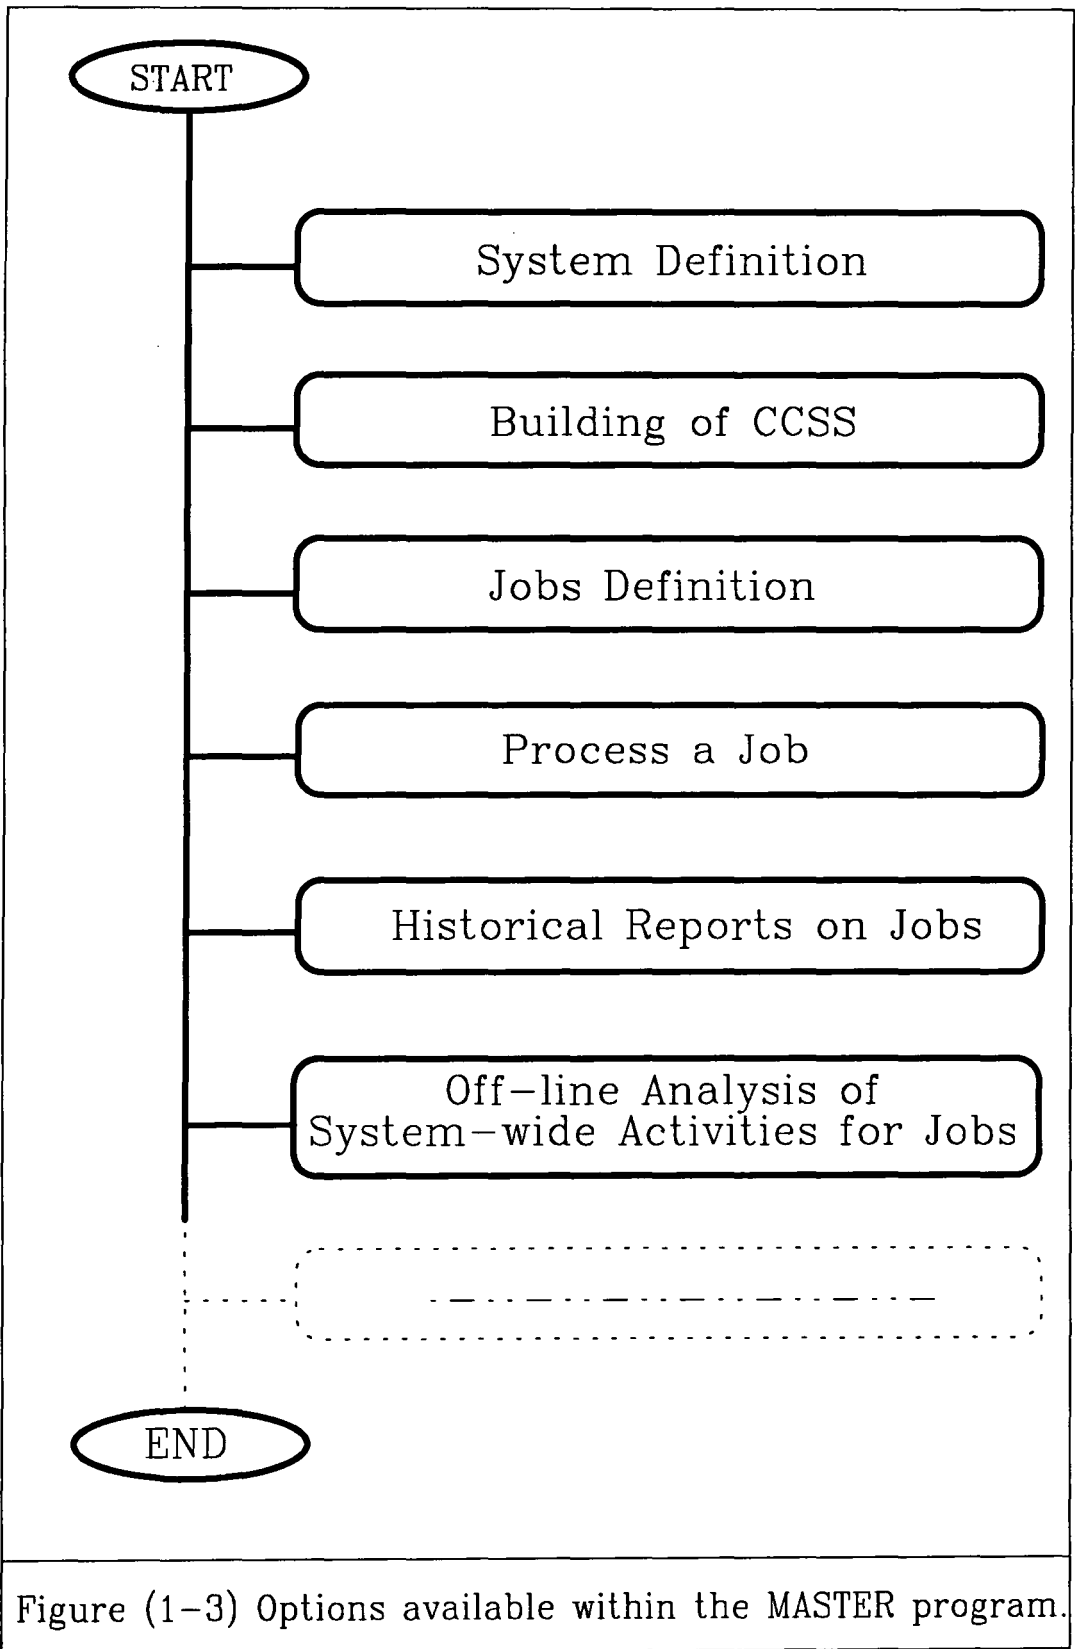 START
System Definition
Building of CCSS
Jobs Definition
Process a Job
Historical Reports on Jobs
Off-line Analysis of
System-wide Activities for Jobs
END
Figure (1-3) Options available within the MASTER program.